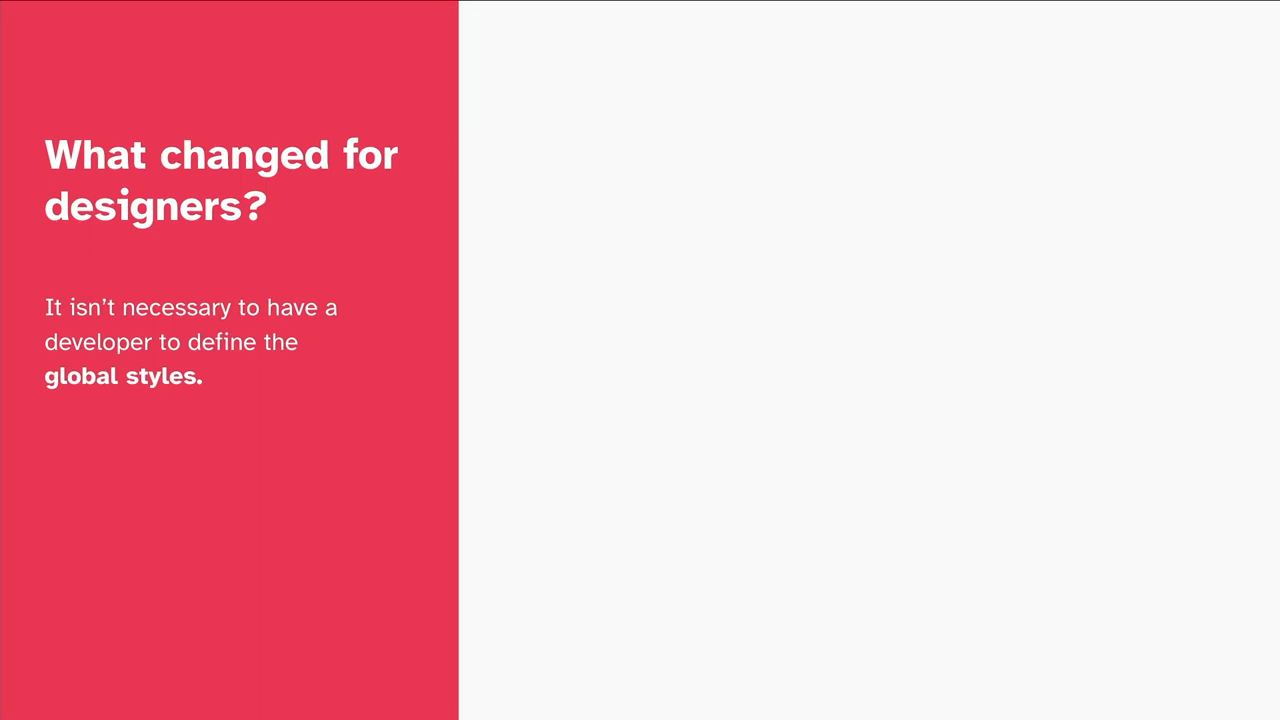 What changed for
designers?
It isn’t necessary to have a
developer to define the
global styles.